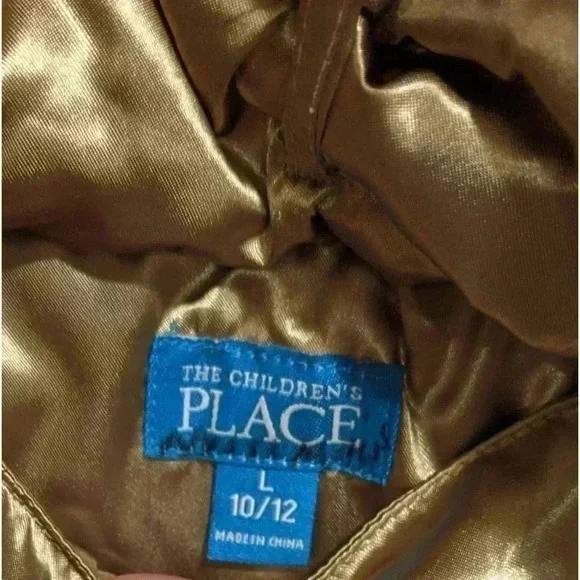 THE CHILDREN'S
PLACE
L
10/12
MADE IN CHINA